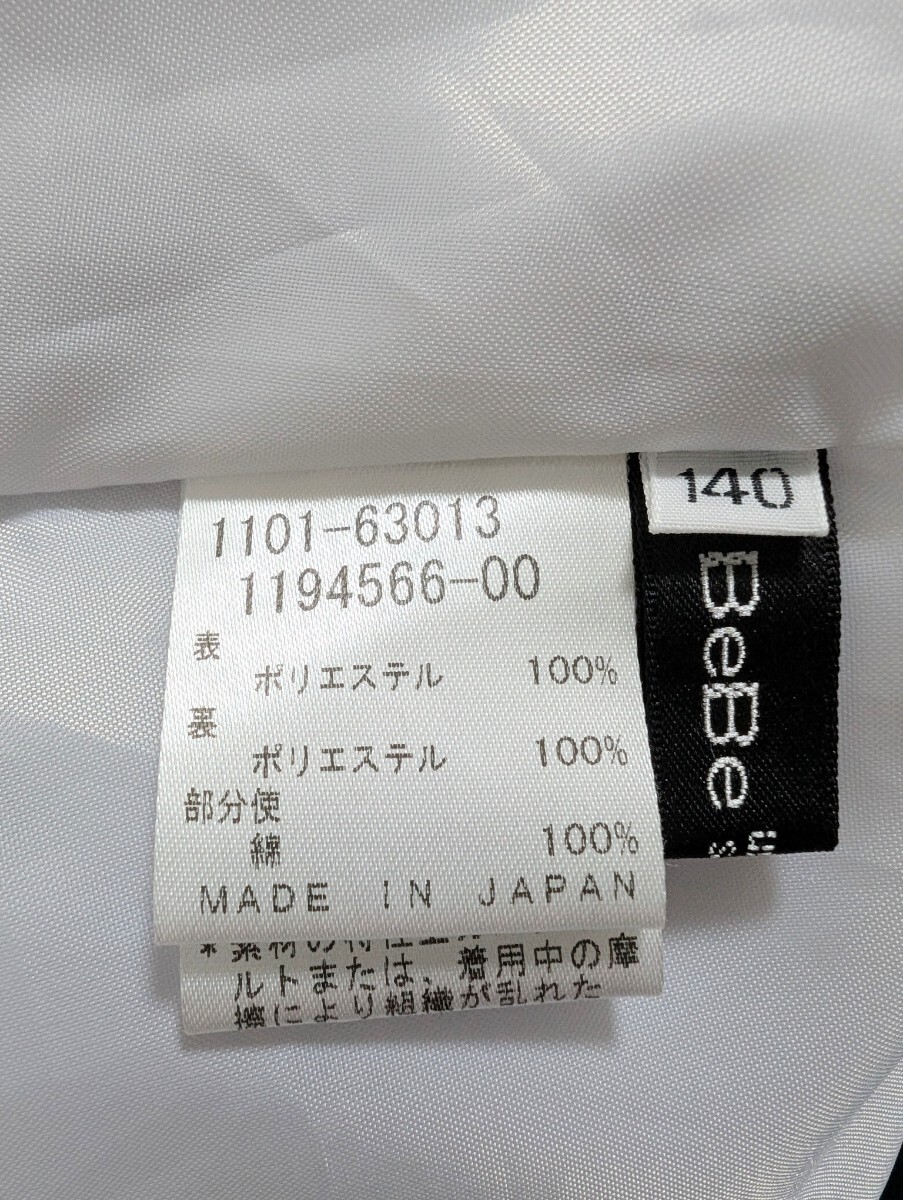 1101-63013
1194566-00
表
ポリエステル 100%
裏
ポリエステル 100%
部分使
綿 100%
MADE IN JAPAN
ルトまたは、着用中の摩
擦により組織が乱れた
140
BeBe